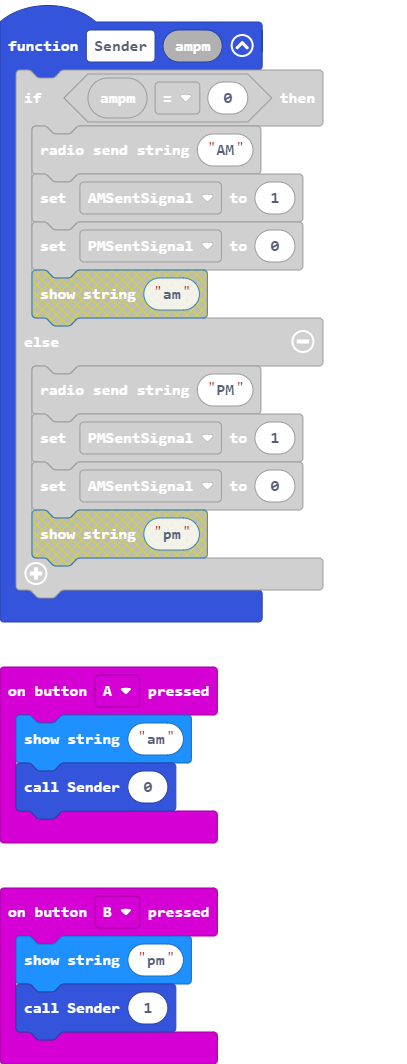 function Sender ampm
if ampm = 0 then
radio send string "AM"
set AMSentSignal to 1
set PMSentSignal to 0
show string "am"
else
radio send string "PM"
set PMSentSignal to 1
set AMSentSignal to 0
show string "pm"
on button A pressed
show string "am"
call Sender 0
on button B pressed
show string "pm"
call Sender 1